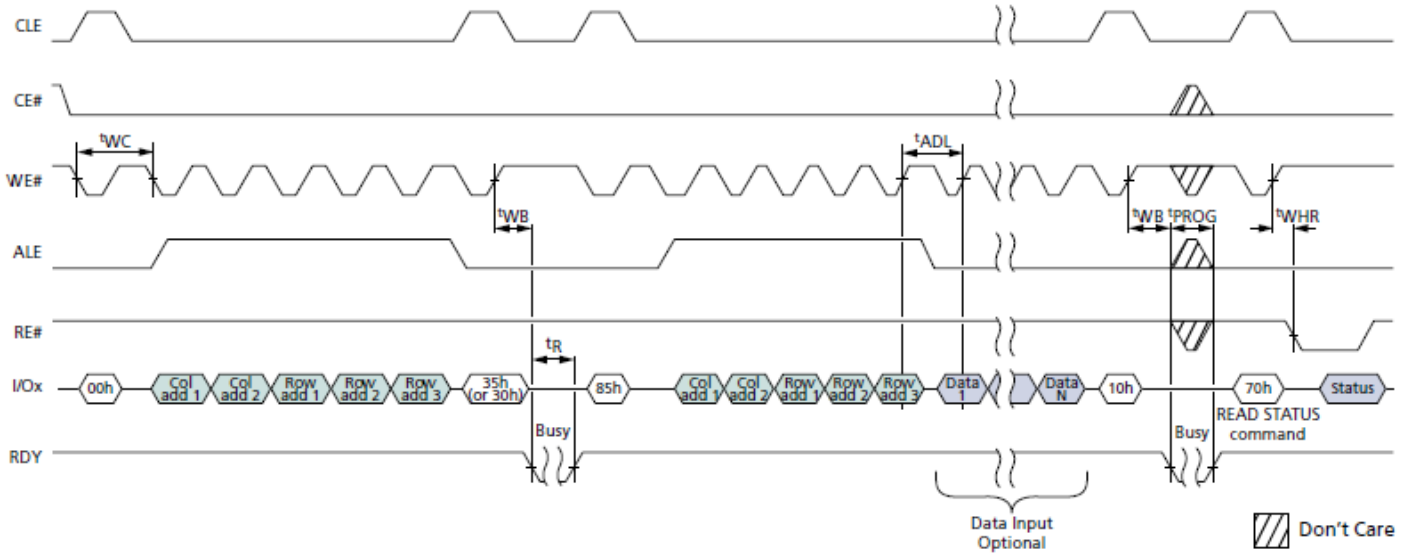 CLE
CE#
tWC
tADL
WE#
tWB
tWB tPROG
tWHR
ALE
RE#
tR
I/Ox 00h Col add 1 Col add 2 Row add 1 Row add 2 Row add 3 35h (or 30h) 85h Col add 1 Col add 2 Row add 1 Row add 2 Row add 3 Data 1 Data N 10h 70h Status
READ STATUS
command
Busy
Busy
RDY
Data Input
Optional
Don't Care